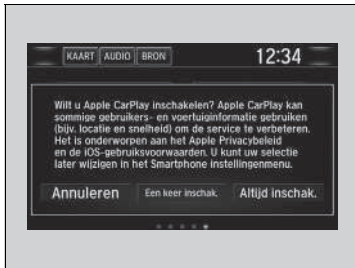 KAART AUDIO BRON 12:34
Wilt u Apple CarPlay inschakelen? Apple CarPlay kan
sommige gebruikers- en voertuiginformatie gebruiken
(bijv. locatie en snelheid) om de service te verbeteren.
Het is onderworpen aan het Apple Privacybeleid
en de iOS-gebruiksvoorwaarden. U kunt uw selectie
later wijzigen in het Smartphone instellingenmenu.
Annuleren Een keer inschak. Altijd inschak.